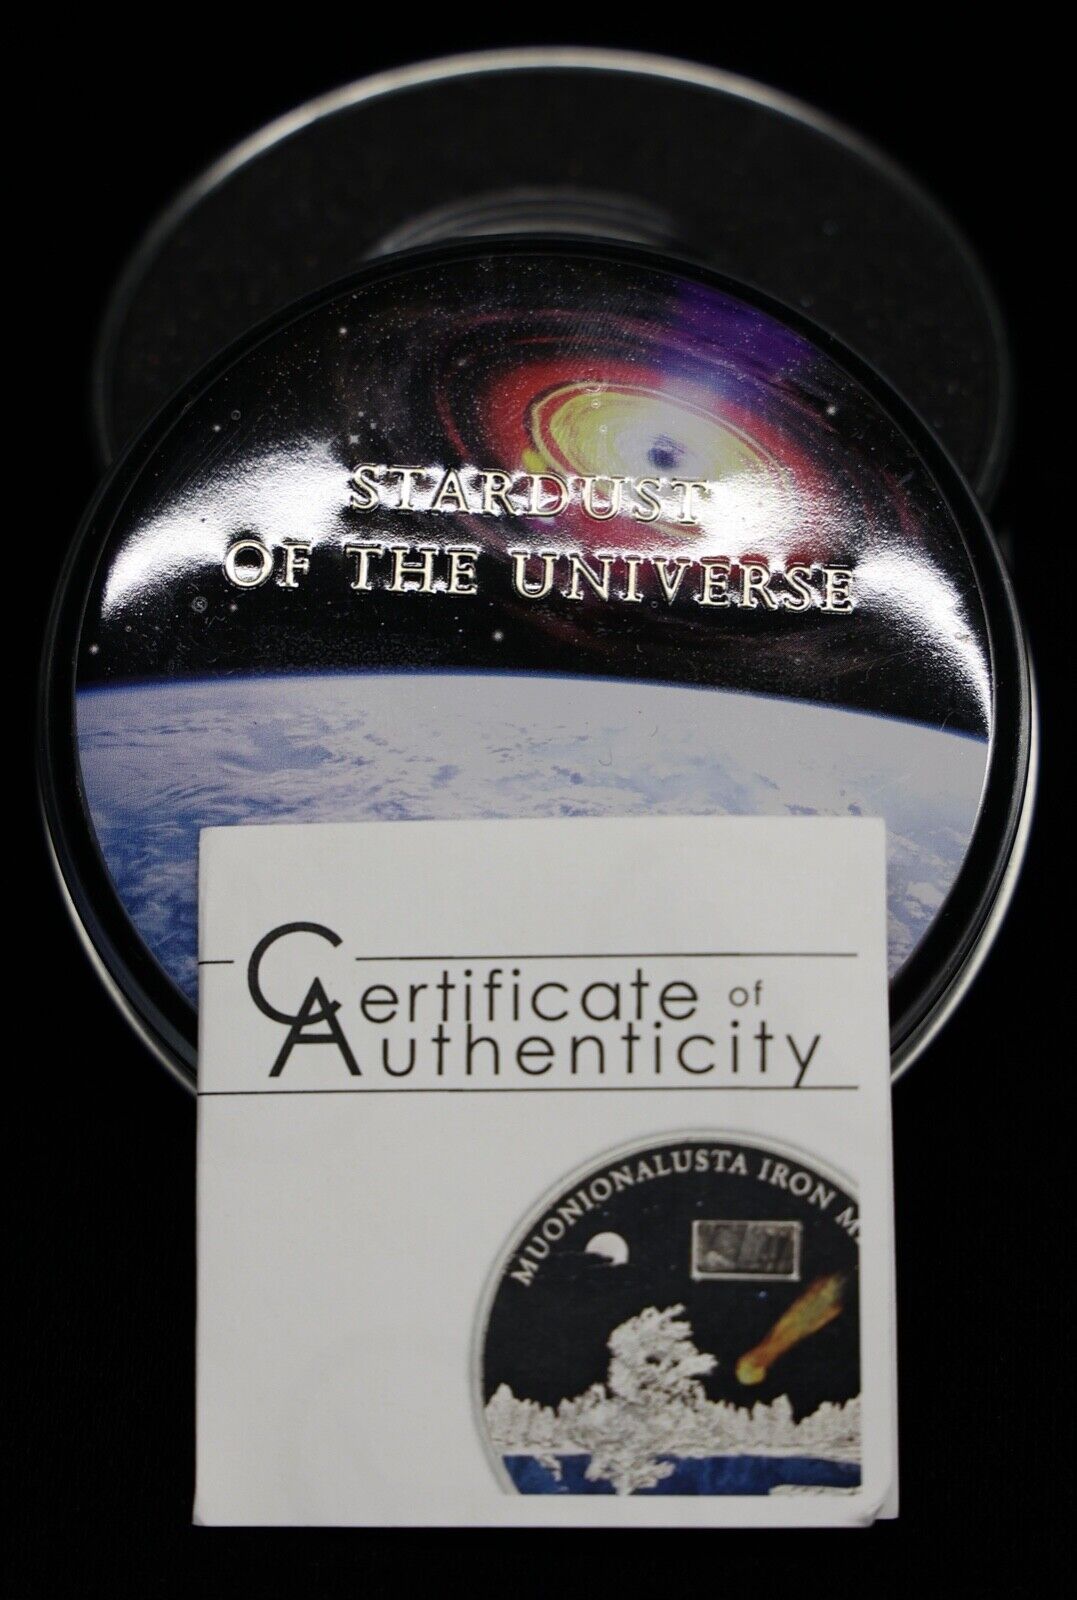 STARDUST
OF THE UNIVERSE
Certificate of
Authenticity
MUONIONALUSTA IRON M